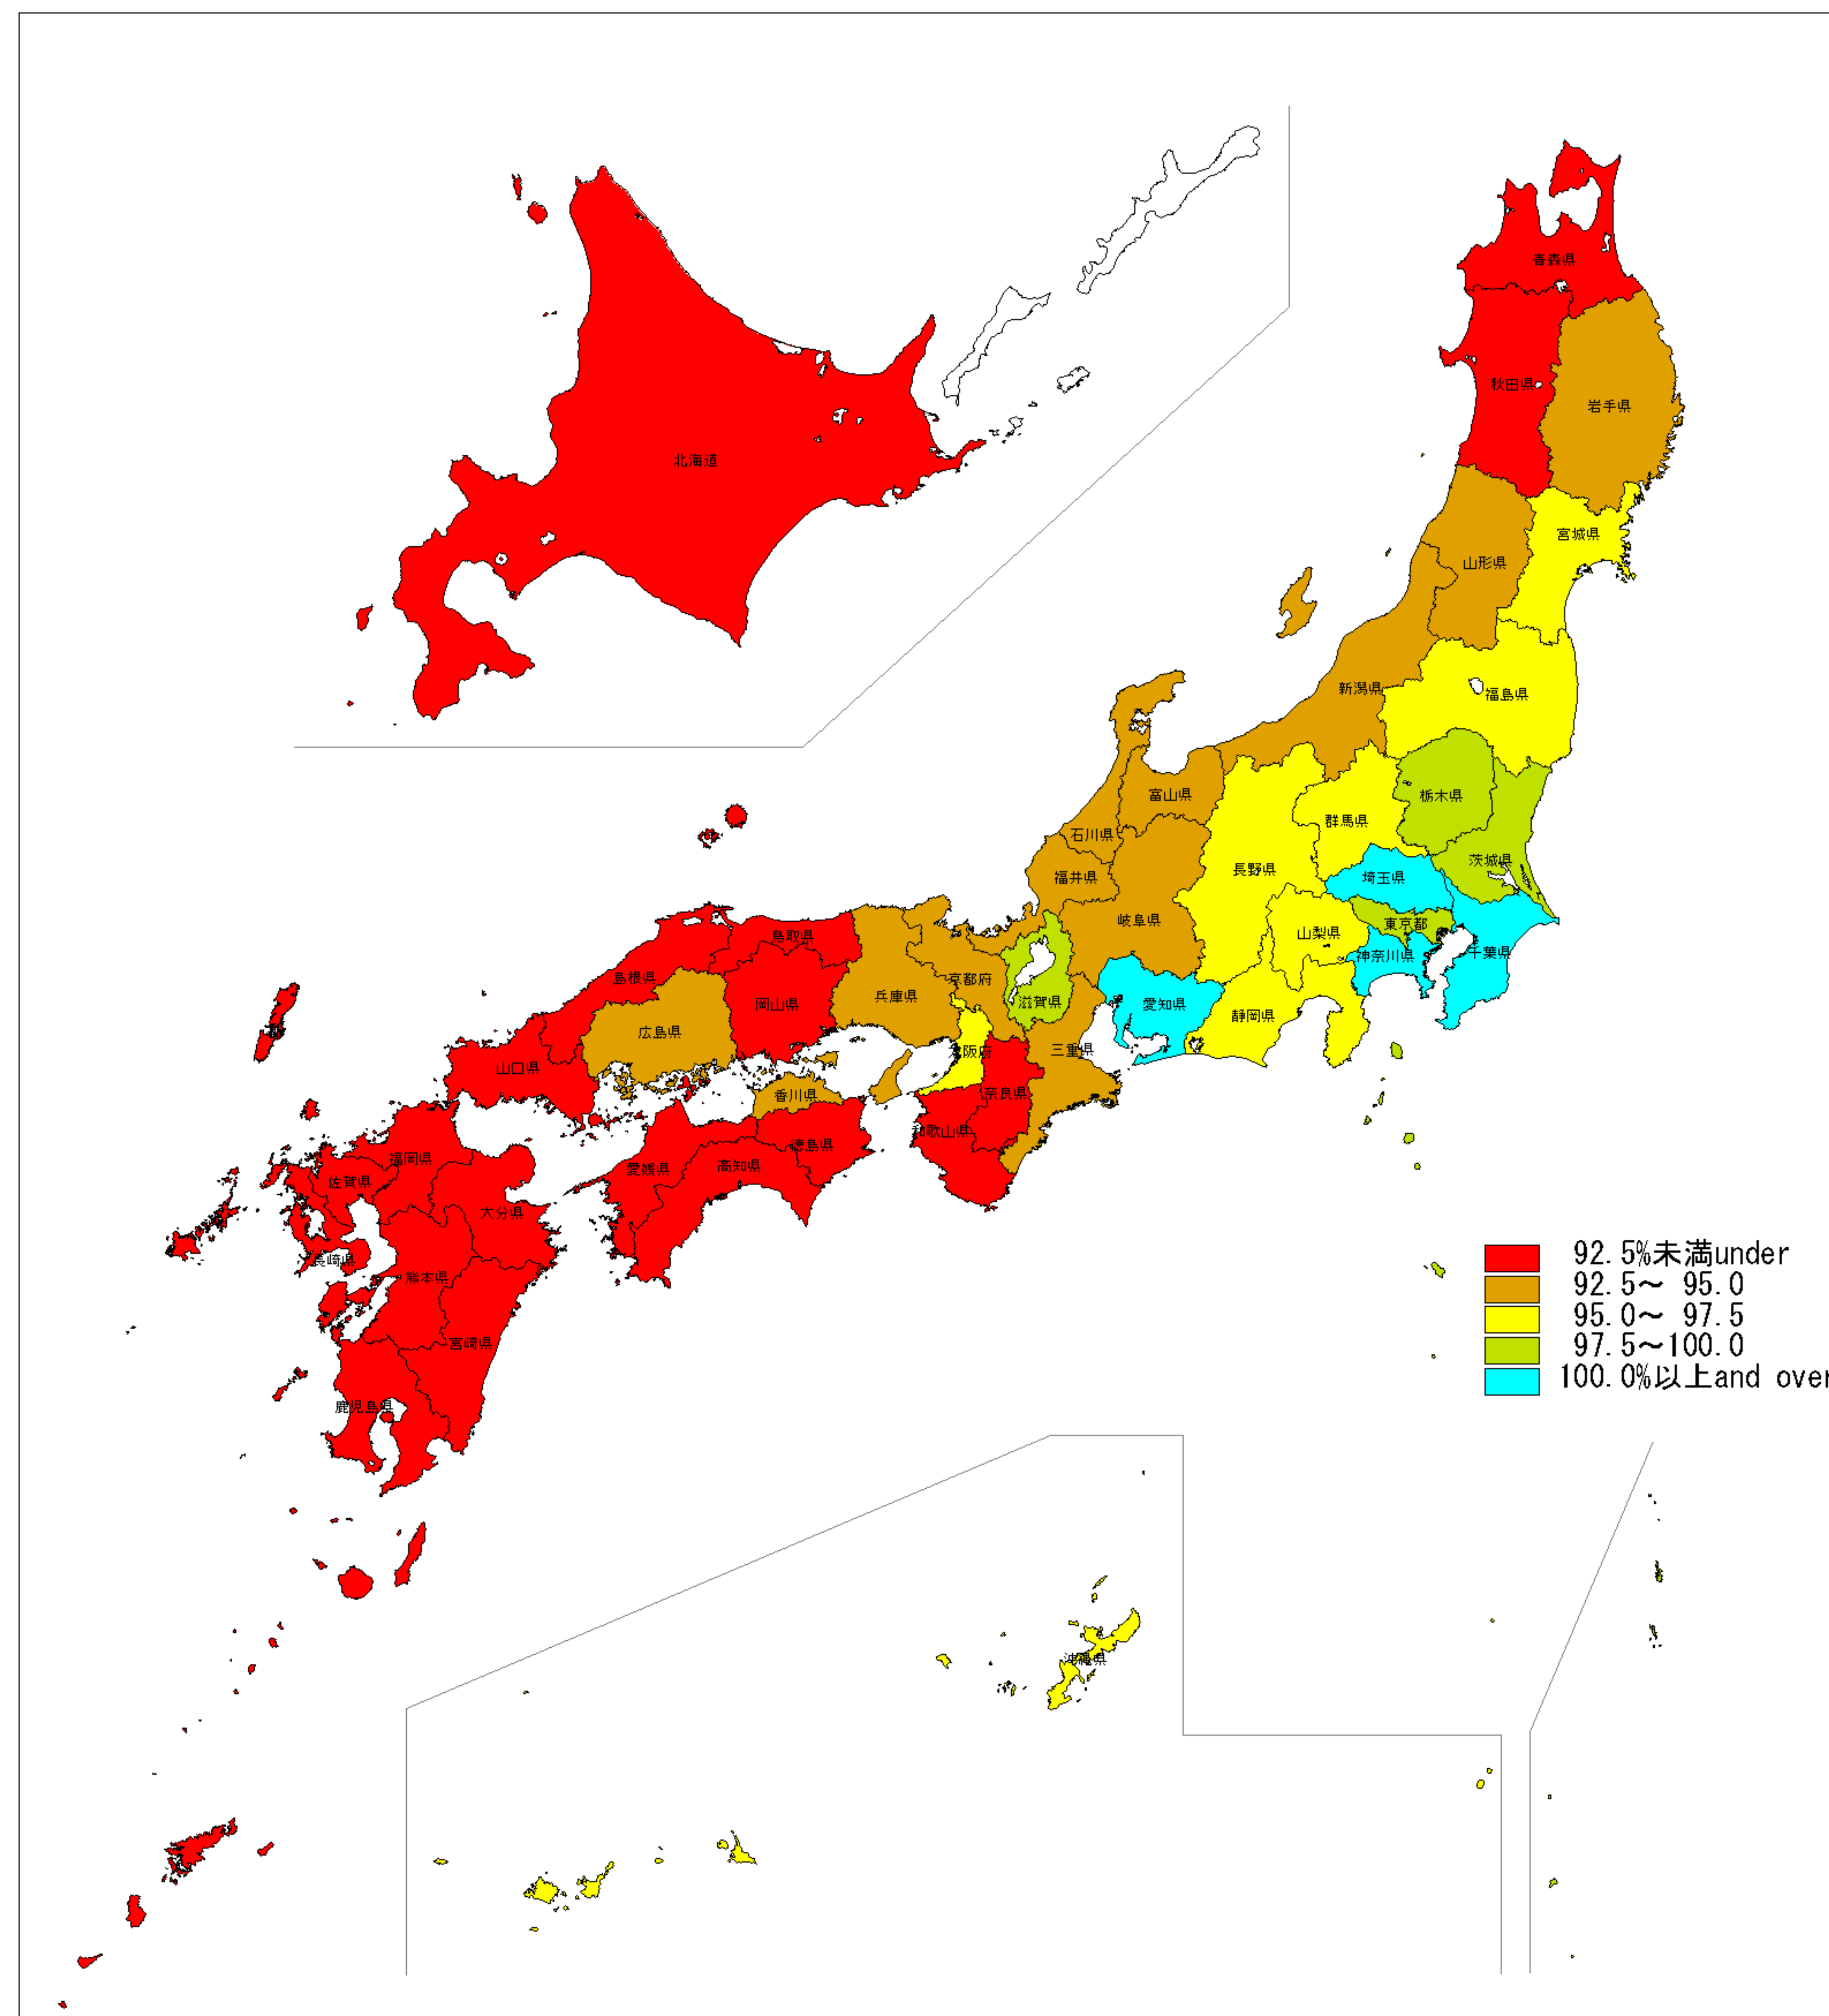 青森県
秋田県
岩手県
北海道
宮城県
山形県
新潟県
福島県
富山県
栃木県
群馬県
石川県
茨城県
長野県
埼玉県
福井県
岐阜県
東京都
山梨県
鳥取県
千葉県
神奈川県
島根県
京都府
兵庫県
滋賀県
岡山県
愛知県
静岡県
広島県
大阪府
三重県
山口県
奈良県
香川県
和歌山県
徳島県
福岡県
高知県
愛媛県
佐賀県
大分県
長崎県
熊本県
宮崎県
鹿児島県
沖縄県
92.5%未満under
92.5～ 95.0
95.0～ 97.5
97.5～100.0
100.0%以上and over